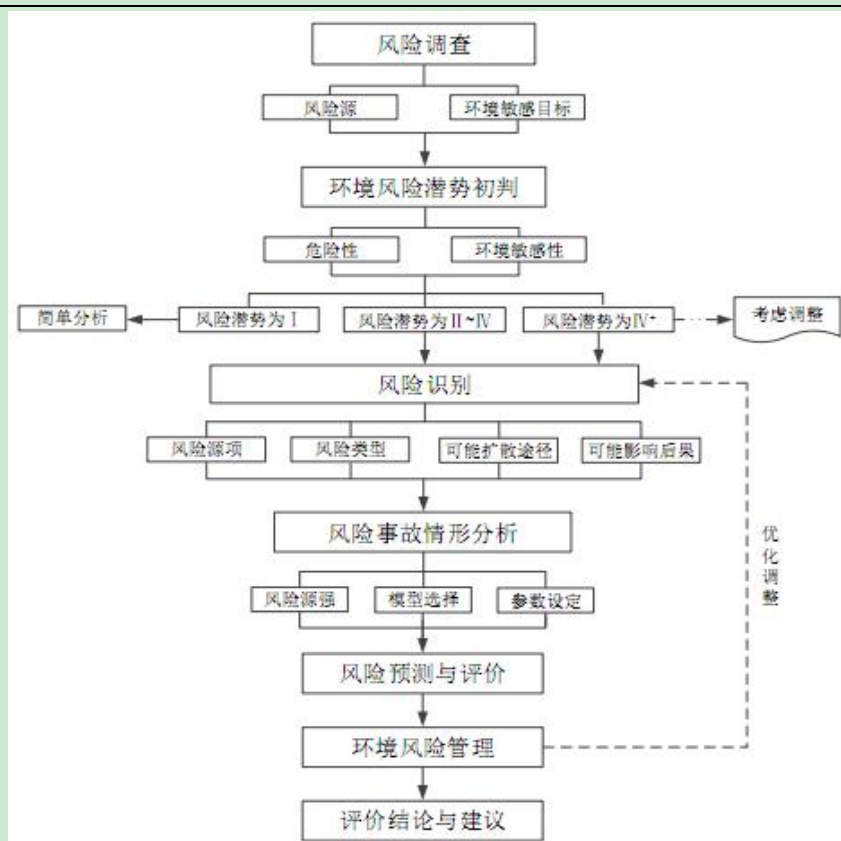 风险调查
风险源 环境敏感目标
环境风险潜势初判
危险性 环境敏感性
简单分析 风险潜势为Ⅰ 风险潜势为Ⅱ~Ⅳ 风险潜势为Ⅳ+ 考虑调整
风险识别
风险源项 风险类型 可能扩散途径 可能影响后果
风险事故情形分析
优化调整
风险源强 模型选择 参数设定
风险预测与评价
环境风险管理
评价结论与建议